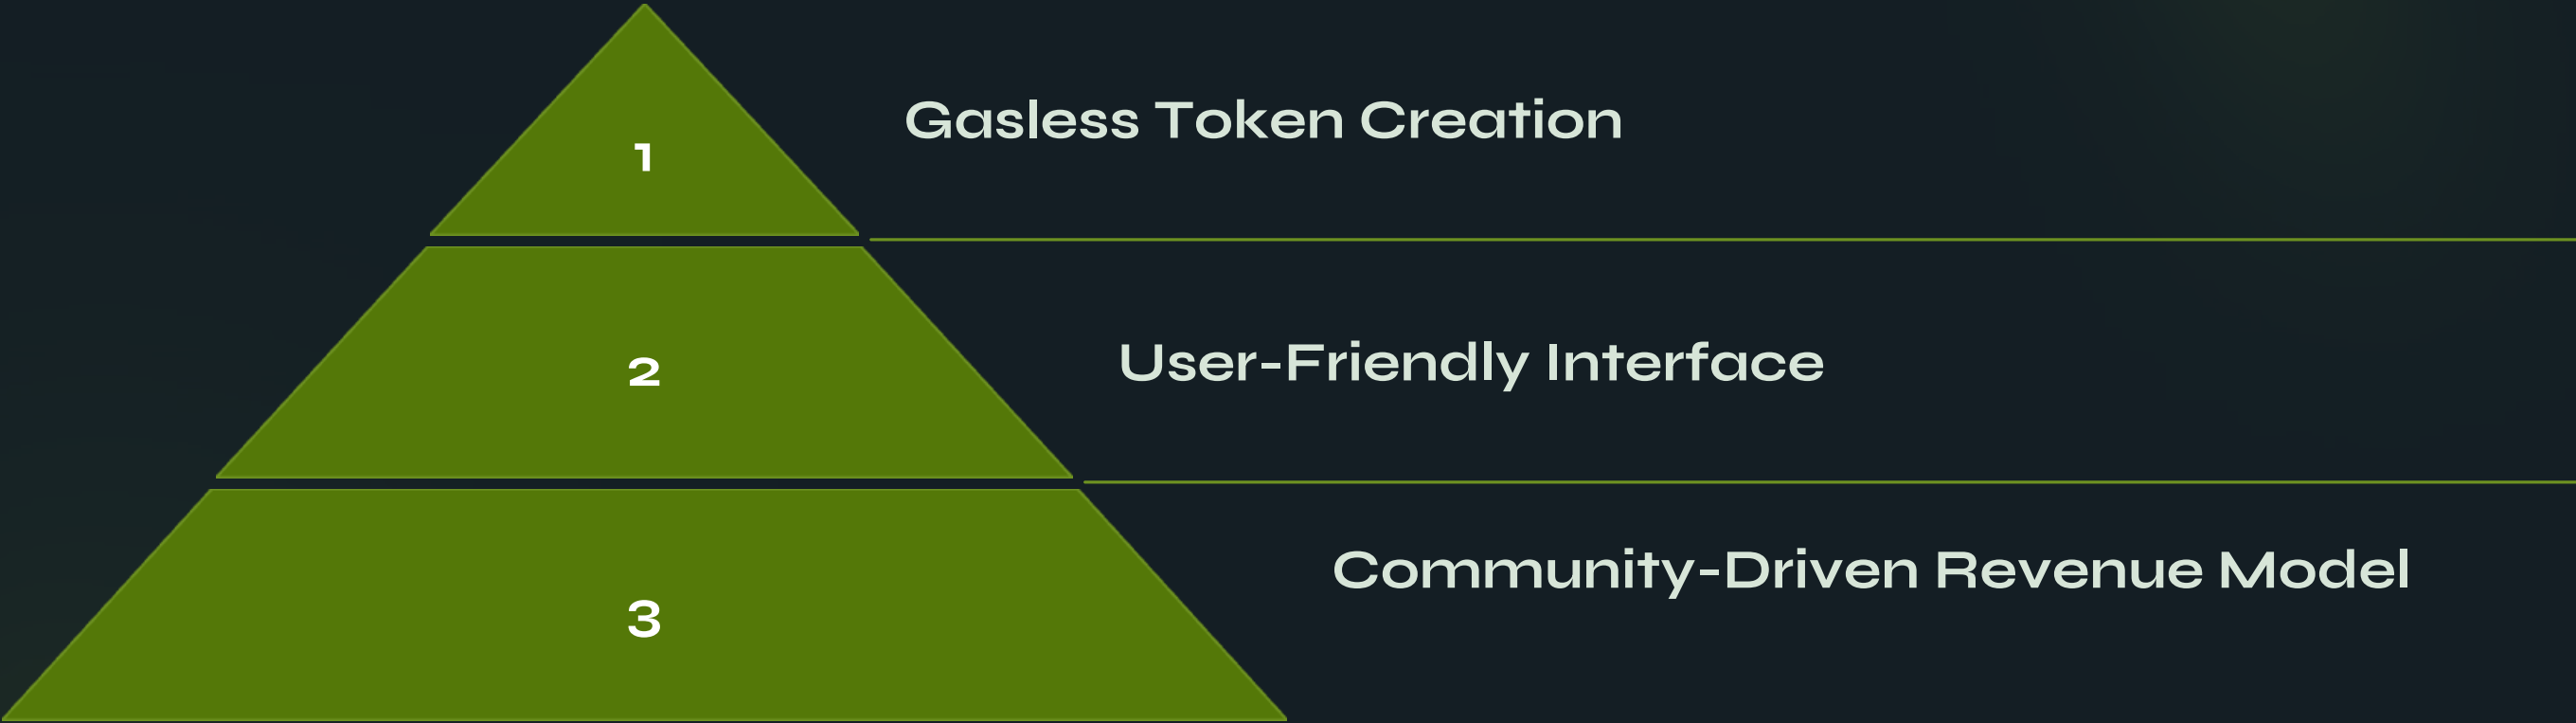 1
Gasless Token Creation
2
User-Friendly Interface
3
Community-Driven Revenue Model